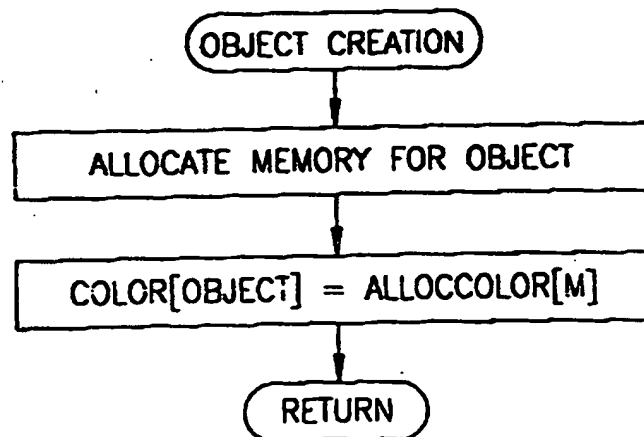 OBJECT CREATION
ALLOCATE MEMORY FOR OBJECT
COLOR[OBJECT] = ALLOCCOLOR[M]
RETURN